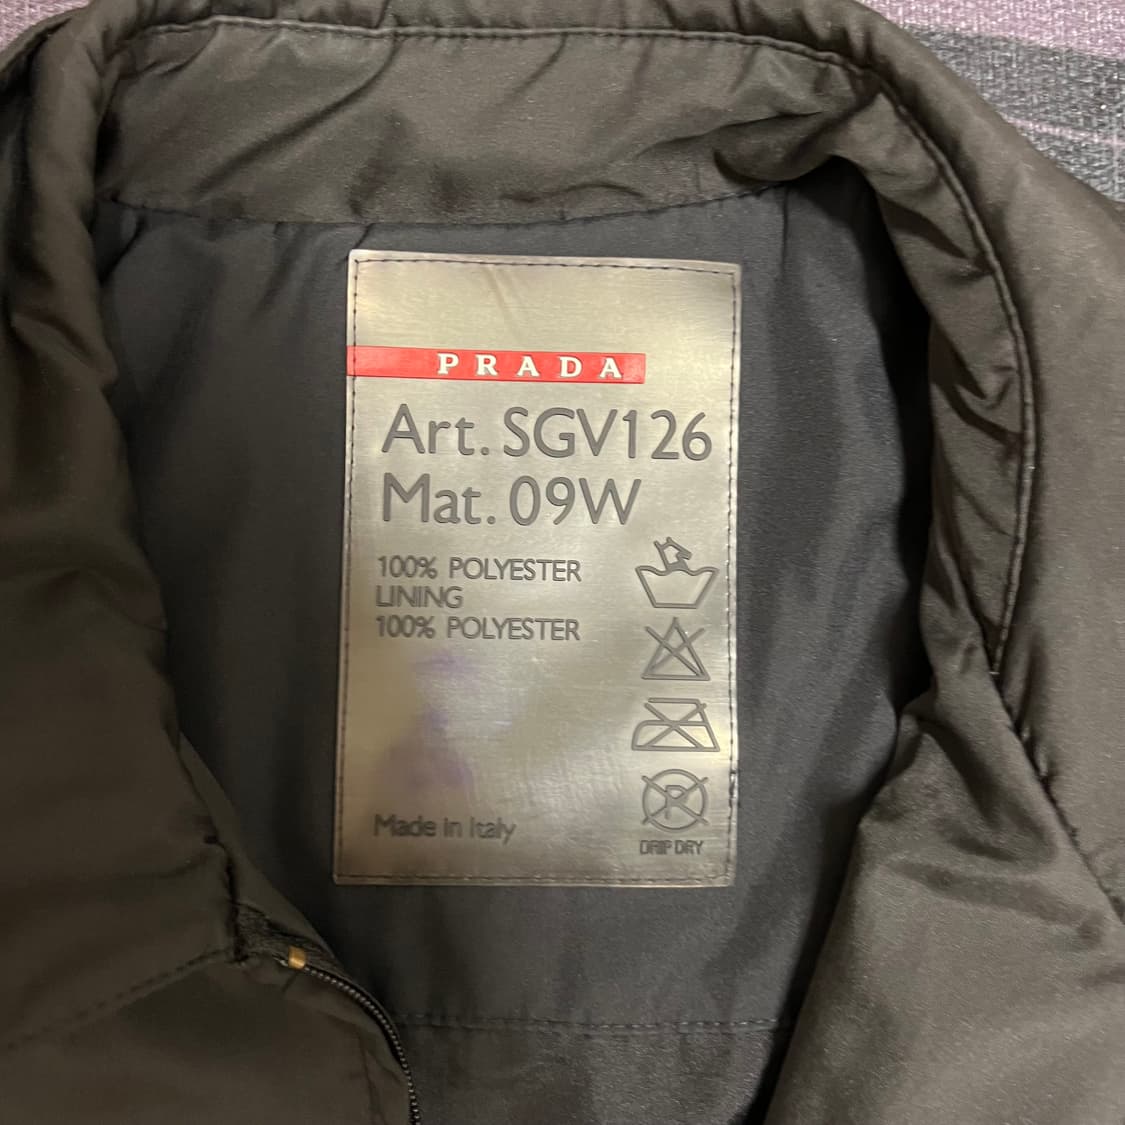 PRADA
Art. SGV126
Mat. 09W
100% POLYESTER
LINING
100% POLYESTER
P
Made in Italy
DRIP DRY